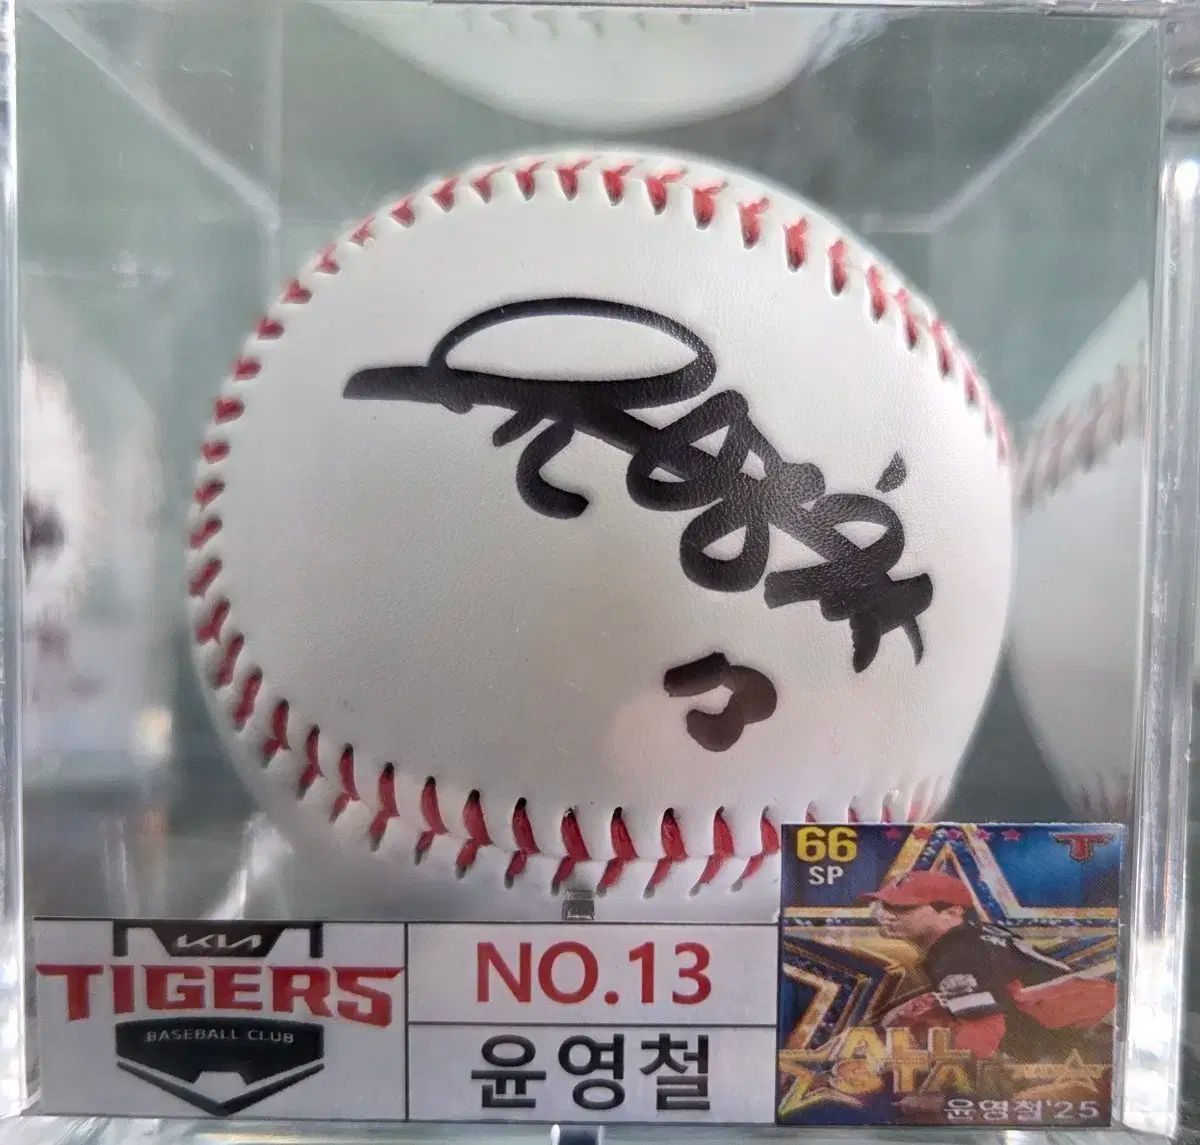 KIA
TIGERS
BASEBALL CLUB
NO.13
윤영철
66
SP
T
ALL
STAR
윤영철'25